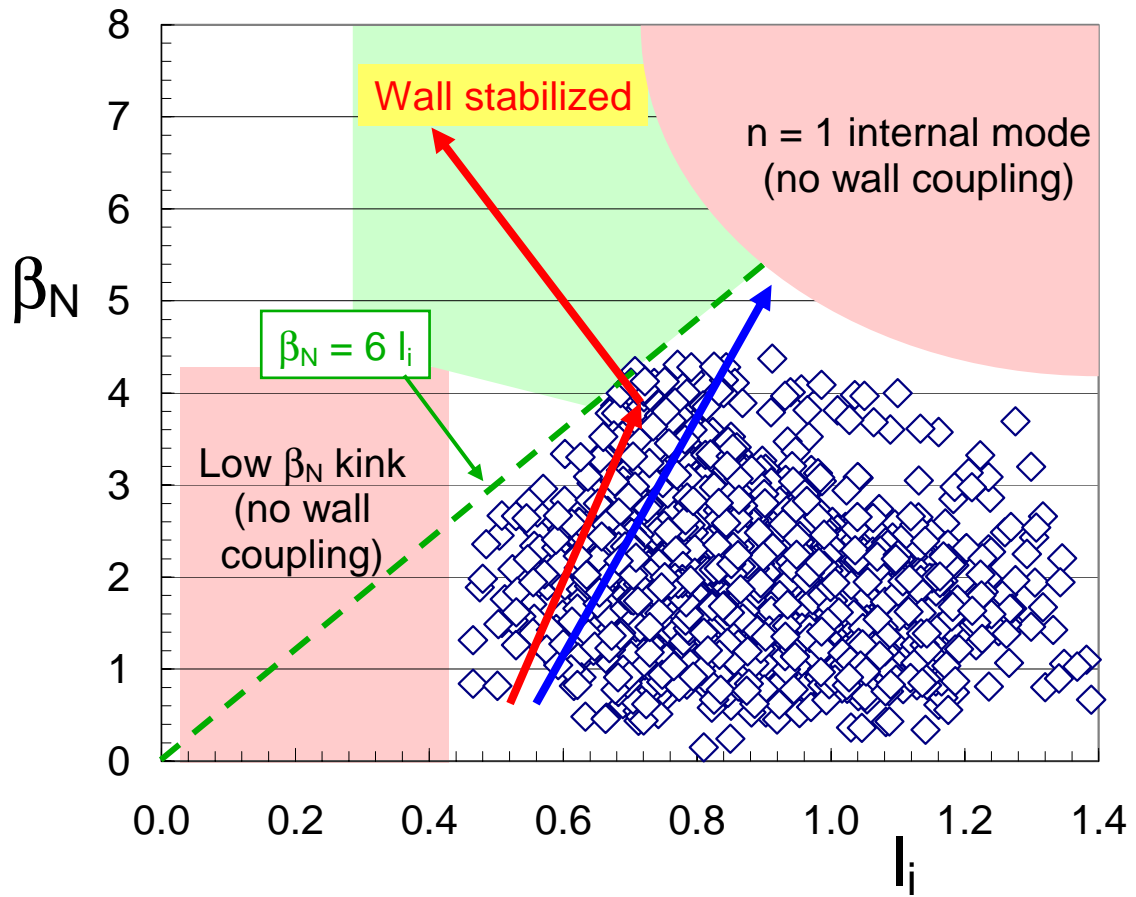 8
Wall stabilized
7
n = 1 internal mode
(no wall coupling)
6
βN
5
βN = 6 li
4
Low βN kink
(no wall
coupling)
3
2
1
0
0.0 0.2 0.4 0.6 0.8 1.0 1.2 1.4
li